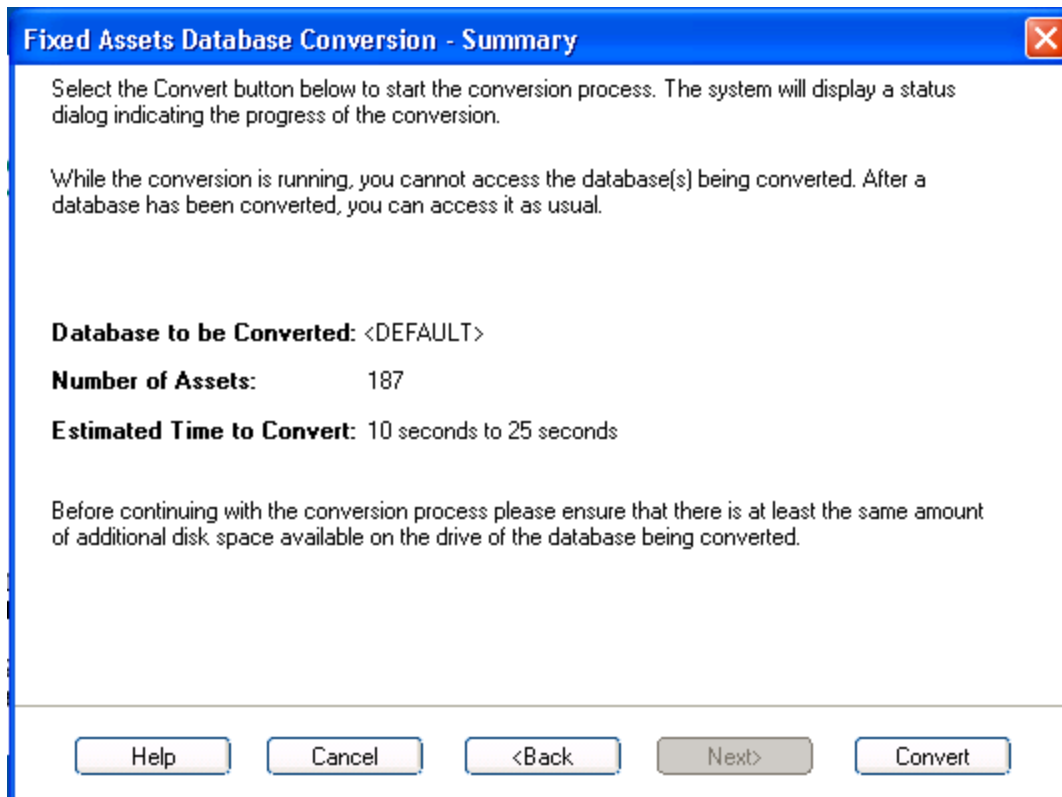 Fixed Assets Database Conversion - Summary
Select the Convert button below to start the conversion process. The system will display a status
dialog indicating the progress of the conversion.
While the conversion is running, you cannot access the database(s) being converted. After a
database has been converted, you can access it as usual.
Database to be Converted: <DEFAULT>
Number of Assets: 187
Estimated Time to Convert: 10 seconds to 25 seconds
Before continuing with the conversion process please ensure that there is at least the same amount
of additional disk space available on the drive of the database being converted.
Help Cancel <Back Next> Convert